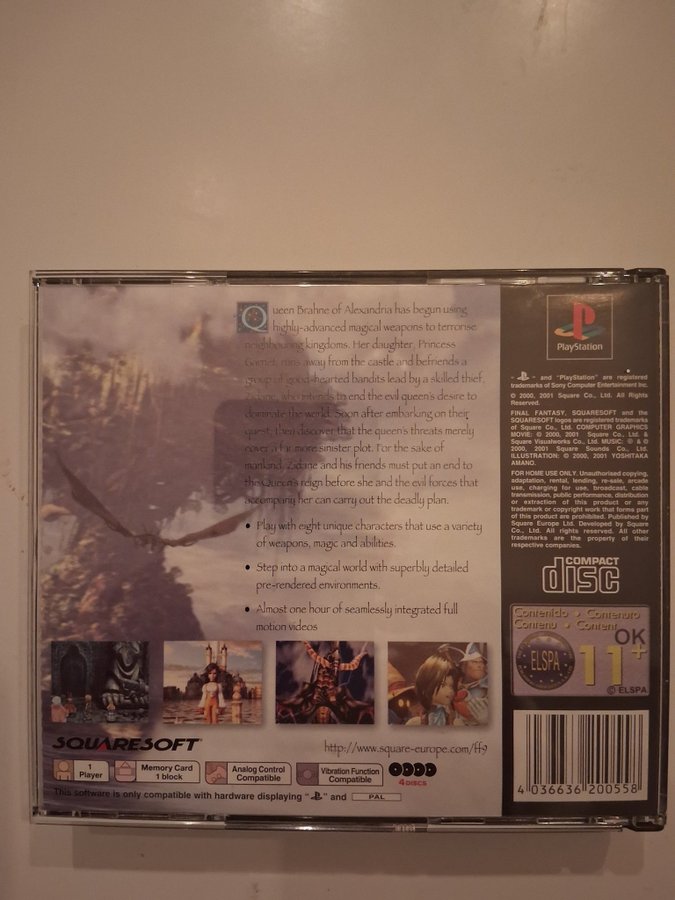 Queen Brahne of Alexandria has begun using
highly-advanced magical weapons to terrorise
neighbouring kingdoms. Her daughter, Princess
Garnet, runs away from the castle and befriends a
group of good-hearted bandits lead by a skilled thief,
Zidane, who intends to end the evil queen's desire to
dominate the world. Soon after embarking on their
quest, they discover that the queen's threats merely
cover a far more sinister plot. For the sake of
mankind, Zidane and his friends must put an end to
the Queen's reign before she and the evil forces that
accompany her can carry out the deadly plan.
• Play with eight unique characters that use a variety
of weapons, magic and abilities.
• Step into a magical world with superbly detailed
pre-rendered environments.
• Almost one hour of seamlessly integrated full
motion videos
SQUARESOFT
http://www.square-europe.com/ff9
1
Player
Memory Card
1 block
Analog Control
Compatible
Vibration Function
Compatible
4 DISCS
This software is only compatible with hardware displaying " " and PAL
PlayStation
" " and "PlayStation" are registered
trademarks of Sony Computer Entertainment Inc.
© 2000, 2001 Square Co., Ltd. All Rights
Reserved.
FINAL FANTASY, SQUARESOFT and the
SQUARESOFT logos are registered trademarks
of Square Co., Ltd. COMPUTER GRAPHICS
MOVIE: © 2000, 2001 Square Co., Ltd. &
Square Visualworks Co., Ltd. MUSIC: ℗ & ©
2000, 2001 Square Sounds Co., Ltd.
ILLUSTRATION: © 2000, 2001 YOSHITAKA
AMANO.
FOR HOME USE ONLY. Unauthorised copying,
adaptation, rental, lending, re-sale, arcade
use, charging for use, broadcast, cable
transmission, public performance, distribution
or extraction of this product or any
trademark or copyright work that forms part
of this product are prohibited. Published by
Square Europe Ltd. Developed by Square
Co., Ltd. All rights reserved. All other
trademarks are the property of their
respective companies.
COMPACT
disc
Contenido • Contenuto
Contenu • Content
ELSPA
OK
11+
© ELSPA
4 036636 200558